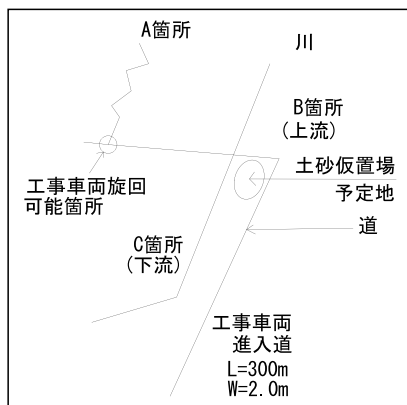 A箇所
川
B箇所
(上流)
土砂仮置場
予定地
工事車両旋回
可能箇所
道
C箇所
(下流)
工事車両
進入道
L=300m
W=2.0m